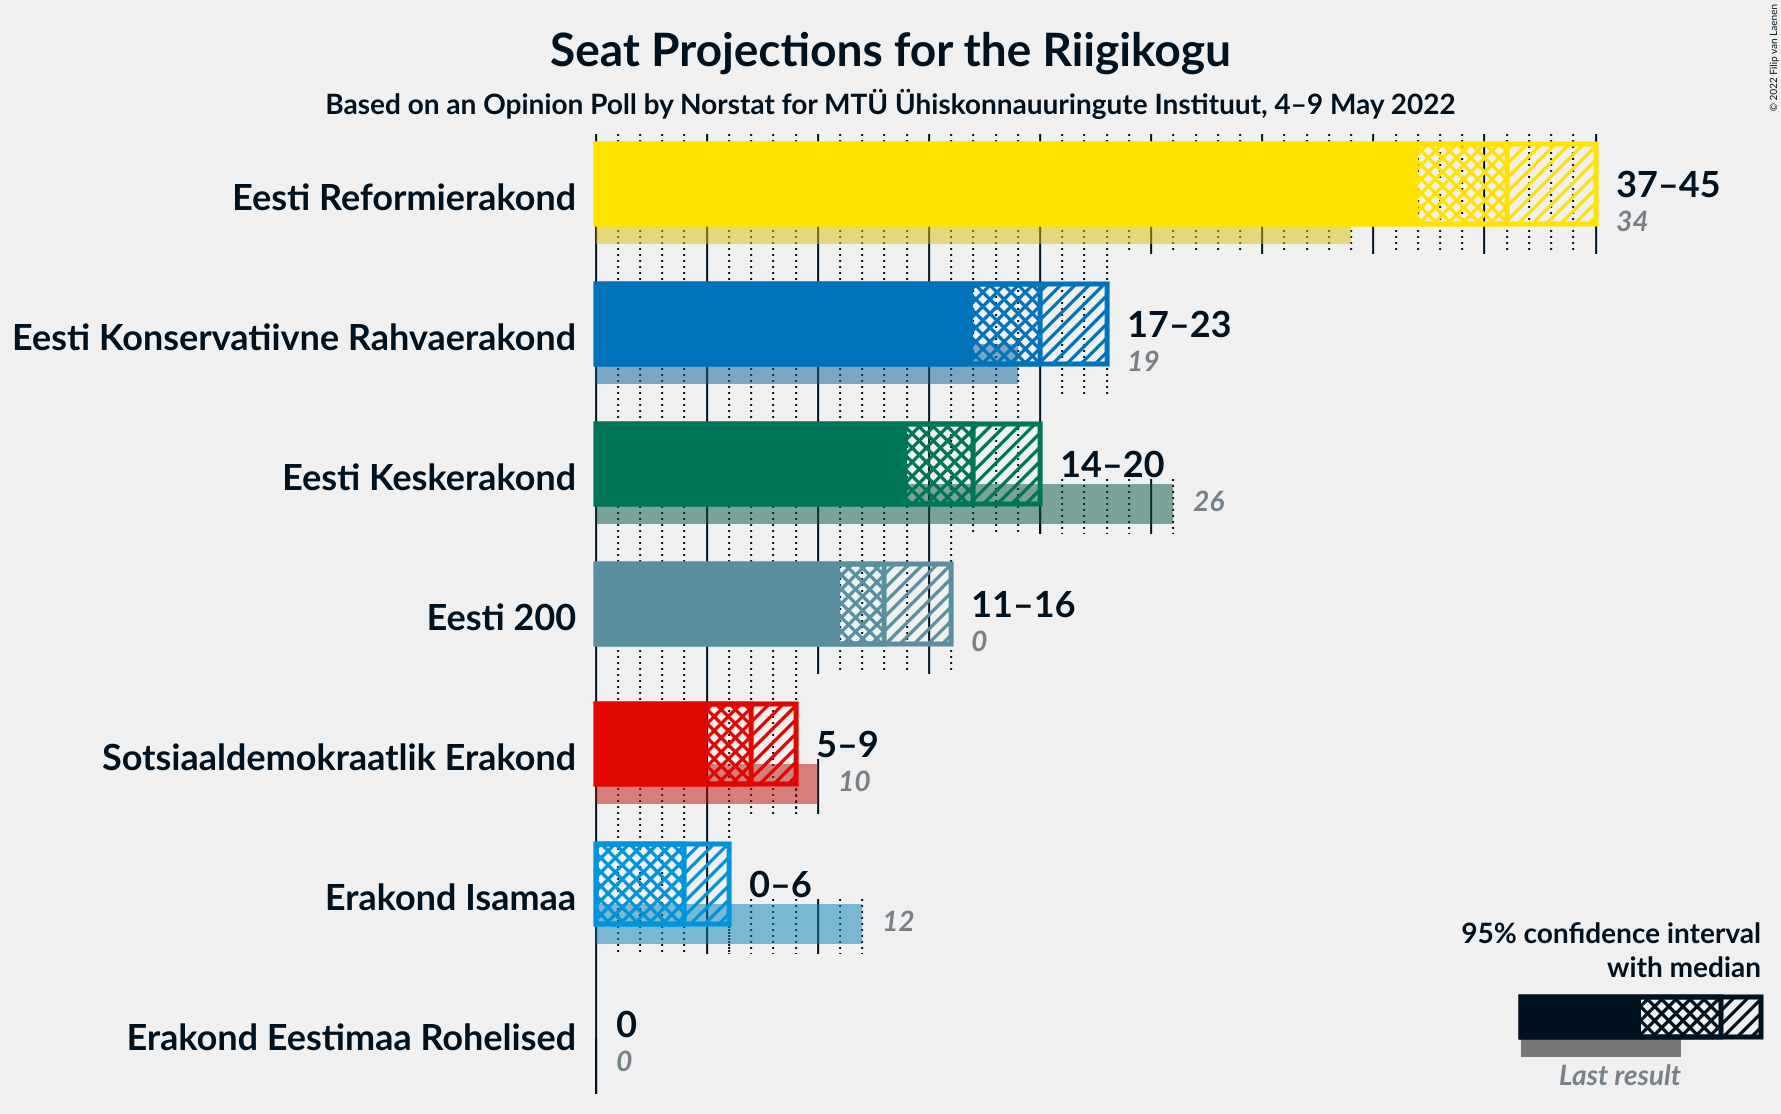 Seat Projections for the Riigikogu
Based on an Opinion Poll by Norstat for MTÜ Ühiskonnauuringute Instituut, 4–9 May 2022
© 2022 Filip van Laenen
Eesti Reformierakond
37–45
34
Eesti Konservatiivne Rahvaerakond
17–23
19
Eesti Keskerakond
14–20
26
Eesti 200
11–16
0
Sotsiaaldemokraatlik Erakond
5–9
10
Erakond Isamaa
0–6
12
Erakond Eestimaa Rohelised
0
0
95% confidence interval
with median
Last result